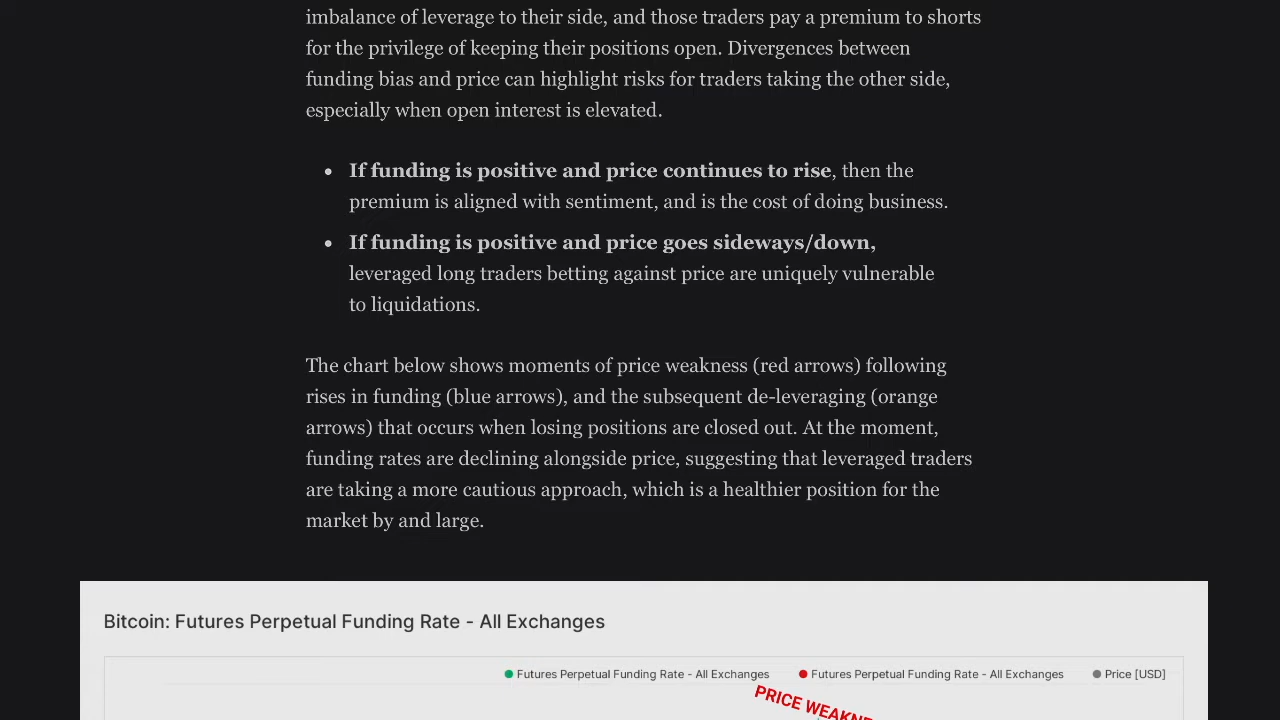 imbalance of leverage to their side, and those traders pay a premium to shorts
for the privilege of keeping their positions open. Divergences between
funding bias and price can highlight risks for traders taking the other side,
especially when open interest is elevated.
• If funding is positive and price continues to rise, then the
premium is aligned with sentiment, and is the cost of doing business.
• If funding is positive and price goes sideways/down,
leveraged long traders betting against price are uniquely vulnerable
to liquidations.
The chart below shows moments of price weakness (red arrows) following
rises in funding (blue arrows), and the subsequent de-leveraging (orange
arrows) that occurs when losing positions are closed out. At the moment,
funding rates are declining alongside price, suggesting that leveraged traders
are taking a more cautious approach, which is a healthier position for the
market by and large.
Bitcoin: Futures Perpetual Funding Rate - All Exchanges
Futures Perpetual Funding Rate - All Exchanges Futures Perpetual Funding Rate - All Exchanges Price [USD]
PRICE